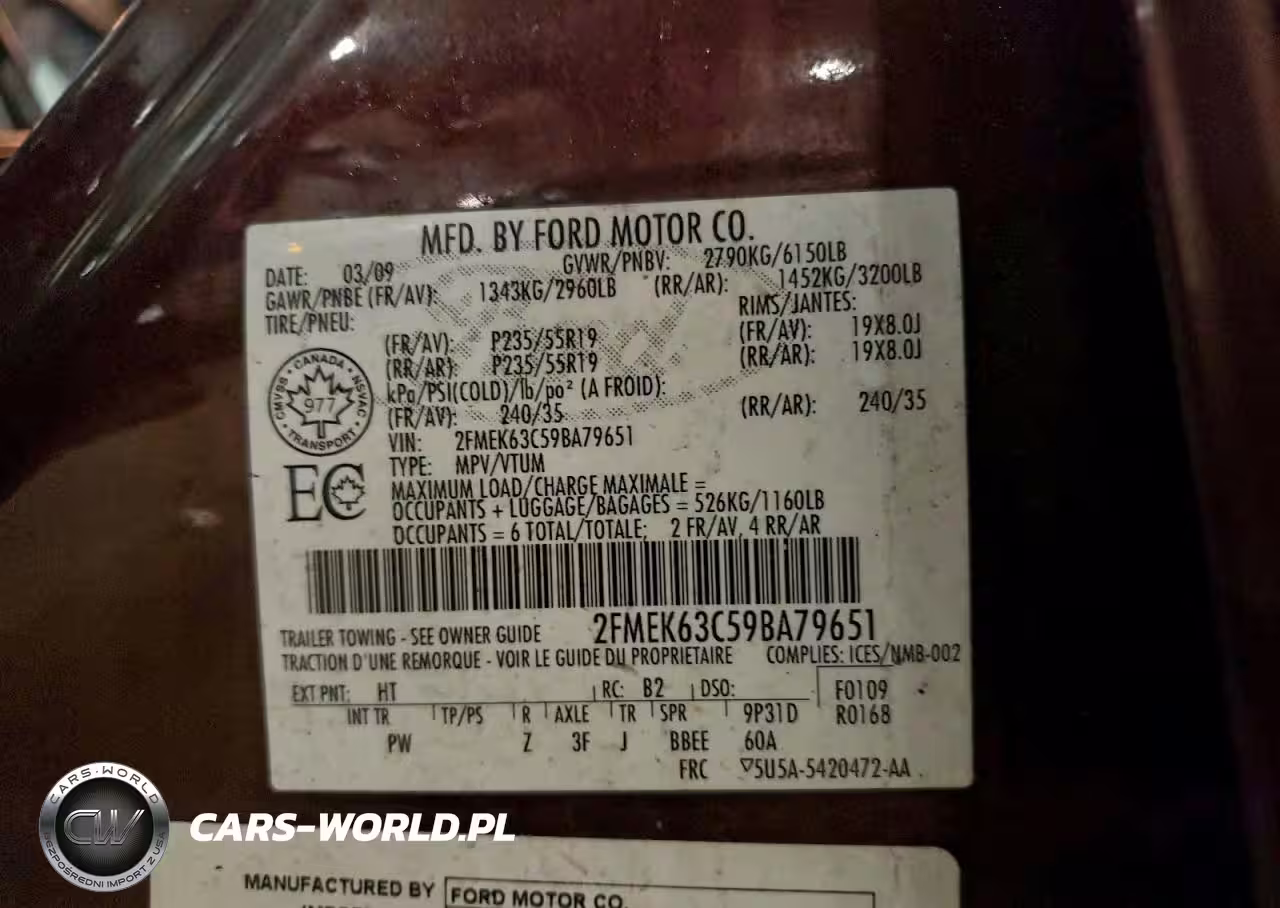 MFD. BY FORD MOTOR CO.
DATE: 03/09 GVWR/PNBV: 2790KG/6150LB
GAWR/PNBE (FR/AV): 1343KG/2960LB (RR/AR): 1452KG/3200LB
TIRE/PNEU: RIMS/JANTES:
(FR/AV): P235/55R19 (FR/AV): 19X8.0J
(RR/AR): P235/55R19 (RR/AR): 19X8.0J
kPa/PSI(COLD)/lb/po² (A FROID):
(FR/AV): 240/35 (RR/AR): 240/35
CANADA
CMVSS 977 NSVAC
TRANSPORT
VIN: 2FMEK63C59BA79651
TYPE: MPV/VTUM
EC
MAXIMUM LOAD/CHARGE MAXIMALE =
OCCUPANTS + LUGGAGE/BAGAGES = 526KG/1160LB
OCCUPANTS = 6 TOTAL/TOTALE; 2 FR/AV, 4 RR/AR
2FMEK63C59BA79651
TRAILER TOWING - SEE OWNER GUIDE
TRACTION D'UNE REMORQUE - VOIR LE GUIDE DU PROPRIETAIRE COMPLIES: ICES/NMB-002
EXT PNT: HT RC: B2 DSO: F0109
INT TR TP/PS R AXLE TR SPR 9P31D R0168
PW Z 3F J BBEE 60A
FRC ▽5U5A-5420472-AA
CARS-WORLD
CW
BEZPOŚREDNI IMPORT Z USA
CARS-WORLD.PL
MANUFACTURED BY FORD MOTOR CO.